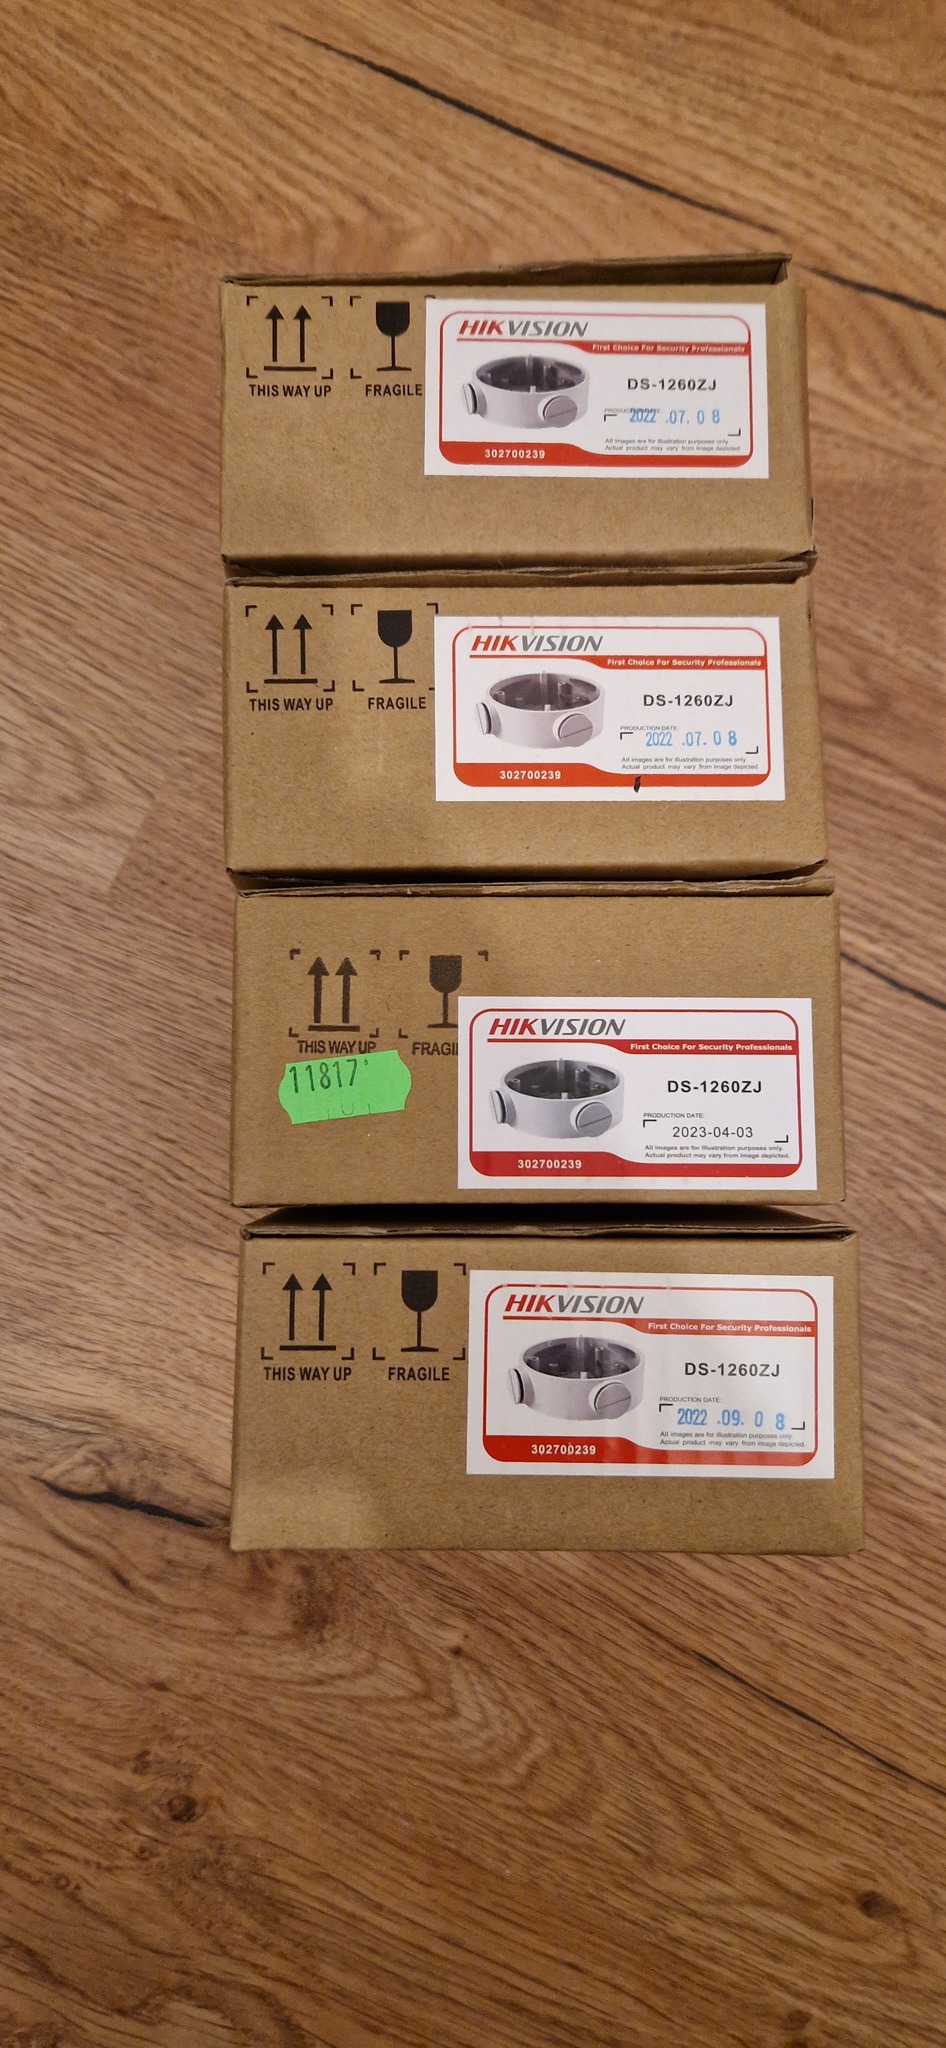 THIS WAY UP
FRAGILE
HIKVISION
First Choice For Security Professionals
DS-1260ZJ
PRODUCTION DATE:
2022 .07. 0 8
All images are for illustration purposes only.
Actual product may vary from image depicted.
302700239
THIS WAY UP
FRAGILE
HIKVISION
First Choice For Security Professionals
DS-1260ZJ
PRODUCTION DATE:
2022 .07. 0 8
All images are for illustration purposes only.
Actual product may vary from image depicted.
302700239
THIS WAY UP
FRAGI
11817
HIKVISION
First Choice For Security Professionals
DS-1260ZJ
PRODUCTION DATE:
2023-04-03
All images are for illustration purposes only.
Actual product may vary from image depicted.
302700239
THIS WAY UP
FRAGILE
HIKVISION
First Choice For Security Professionals
DS-1260ZJ
PRODUCTION DATE:
2022 .09. 0 8
All images are for illustration purposes only.
Actual product may vary from image depicted.
302700239